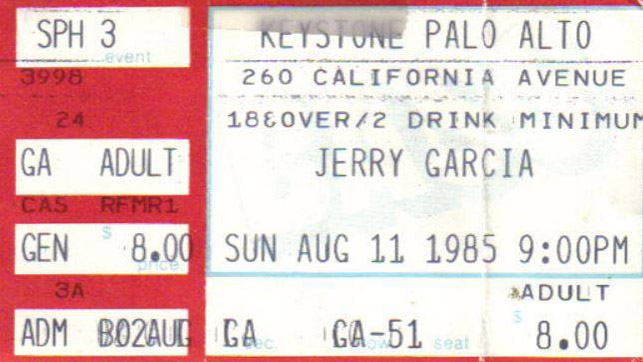 SPH 3 KEYSTONE PALO ALTO
event
3998 260 CALIFORNIA AVENUE
24 18&OVER/2 DRINK MINIMUM
GA ADULT JERRY GARCIA
CAS RFMR1
$
GEN 8.00 SUN AUG 11 1985 9:00PM
price
3A ADULT
$
ADM B02AUG GA GA-51 8.00
sec. row seat